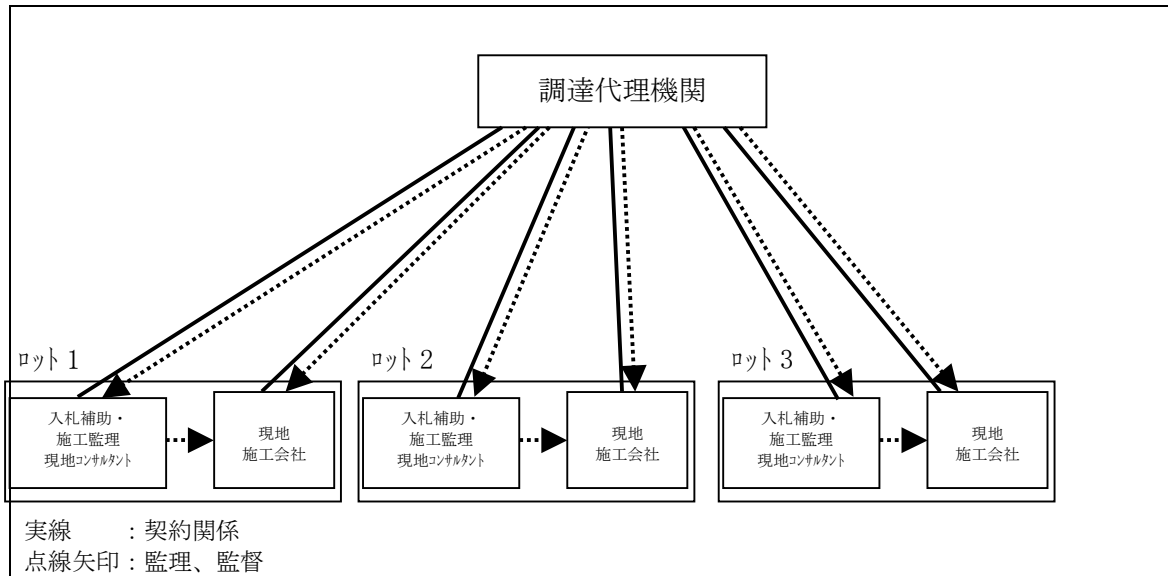 調達代理機関
ロット 1
ロット 2
ロット 3
入札補助・
施工監理
現地コンサルタント
現地
施工会社
入札補助・
施工監理
現地コンサルタント
現地
施工会社
入札補助・
施工監理
現地コンサルタント
現地
施工会社
実線　　：契約関係
点線矢印：監理、監督